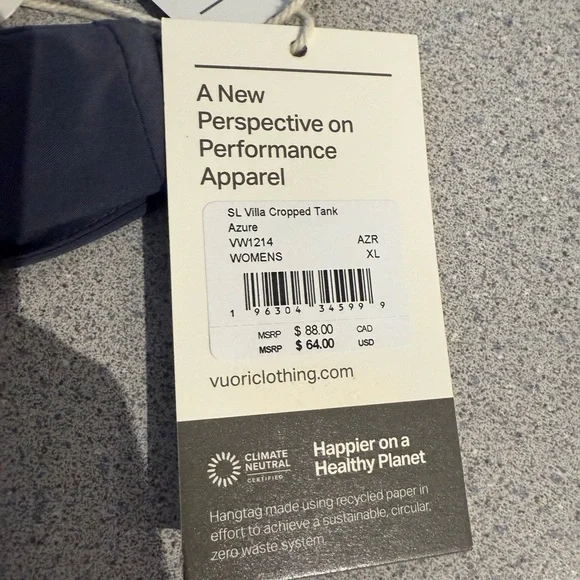 A New
Perspective on
Performance
Apparel
SL Villa Cropped Tank
Azure
VW1214 AZR
WOMENS XL
1 96304 34599 9
MSRP $ 88.00 CAD
MSRP $ 64.00 USD
vuoriclothing.com
CLIMATE
NEUTRAL
CERTIFIED
Happier on a
Healthy Planet
Hangtag made using recycled paper in
effort to achieve a sustainable, circular,
zero waste system.